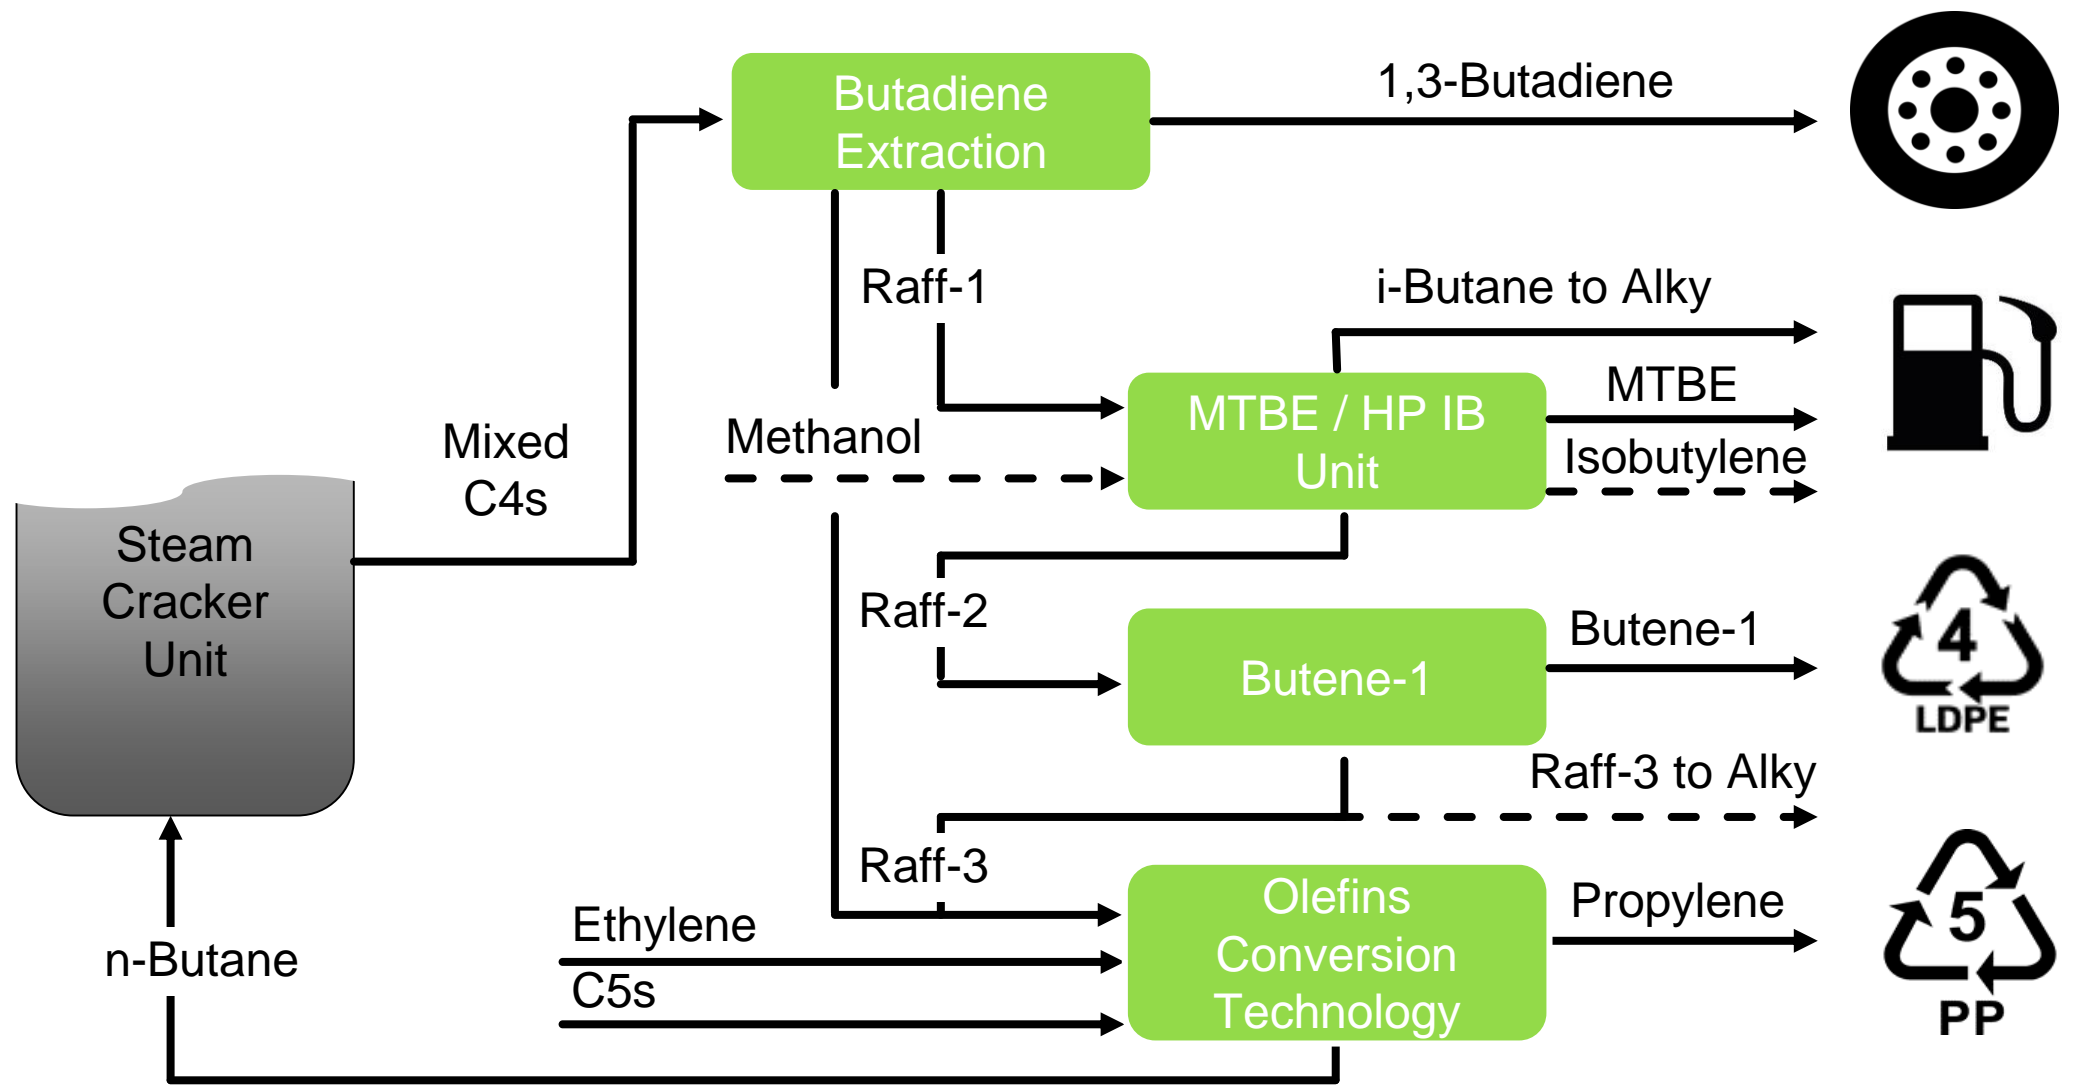 Butadiene
Extraction
1,3-Butadiene
Raff-1
i-Butane to Alky
MTBE / HP IB
Unit
MTBE
Isobutylene
Mixed
C4s
Methanol
Steam
Cracker
Unit
Raff-2
Butene-1
Butene-1
4
LDPE
Raff-3 to Alky
Raff-3
Ethylene
C5s
Olefins
Conversion
Technology
Propylene
5
PP
n-Butane